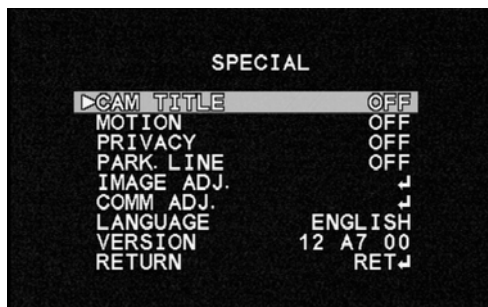 SPECIAL
CAM TITLE OFF
MOTION OFF
PRIVACY OFF
PARK. LINE OFF
IMAGE ADJ. ↲
COMM ADJ. ↲
LANGUAGE ENGLISH
VERSION 12 A7 00
RETURN RET↲